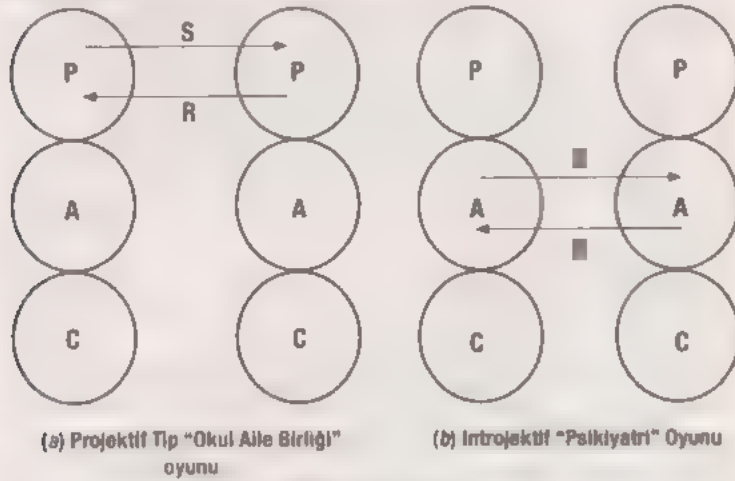 S
P P P P
R
A A A A
C C C C
(a) Projektif Tip "Okul Aile Birliği"
oyunu
(b) Introjektif "Psikiyatri" Oyunu